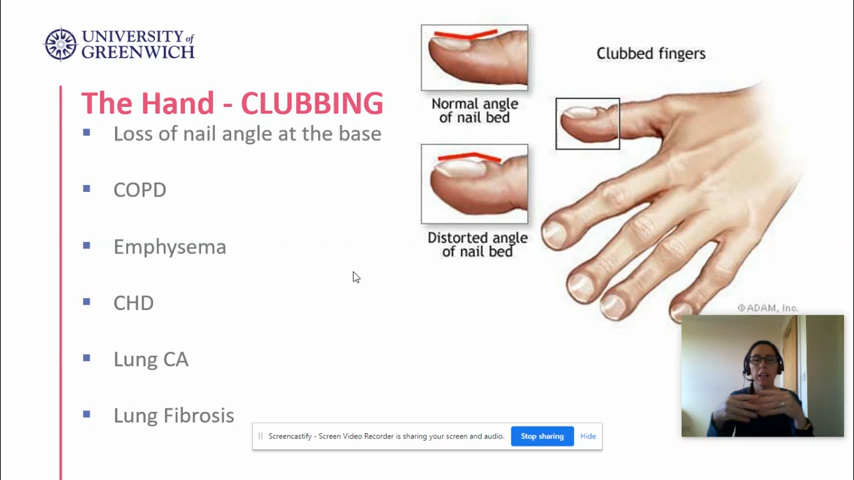 UNIVERSITY of
GREENWICH
The Hand - CLUBBING
Loss of nail angle at the base
COPD
Emphysema
CHD
Lung CA
Lung Fibrosis
Normal angle
of nail bed
Distorted angle
of nail bed
Clubbed fingers
©ADAM, Inc.
Screencastify - Screen Video Recorder is sharing your screen and audio.
Stop sharing
Hide